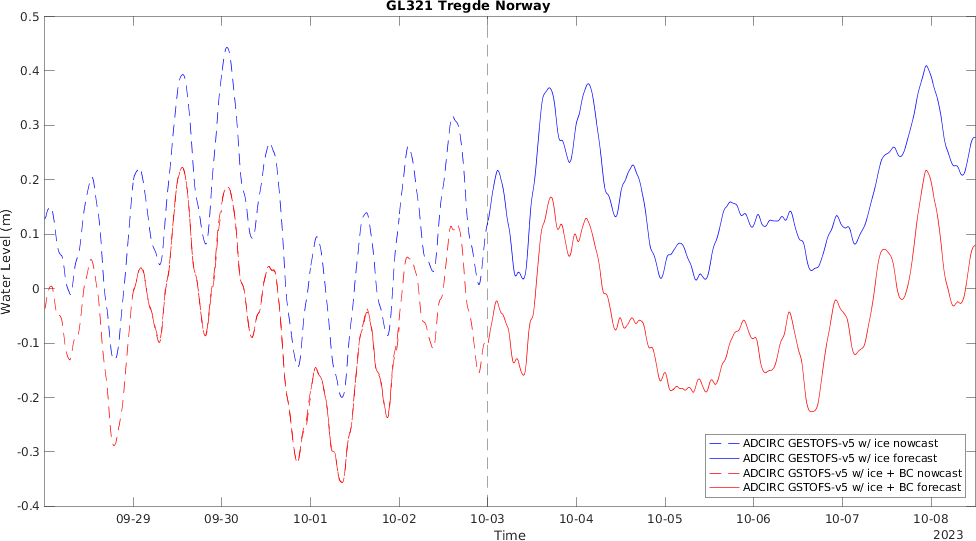 GL321 Tregde Norway
0.5
0.4
0.3
0.2
0.1
0
-0.1
-0.2
-0.3
-0.4
Water Level (m)
09-29 09-30 10-01 10-02 10-03 10-04 10-05 10-06 10-07 10-08
Time
2023
ADCIRC GESTOFS-v5 w/ ice nowcast
ADCIRC GESTOFS-v5 w/ ice forecast
ADCIRC GSTOFS-v5 w/ ice + BC nowcast
ADCIRC GSTOFS-v5 w/ ice + BC forecast